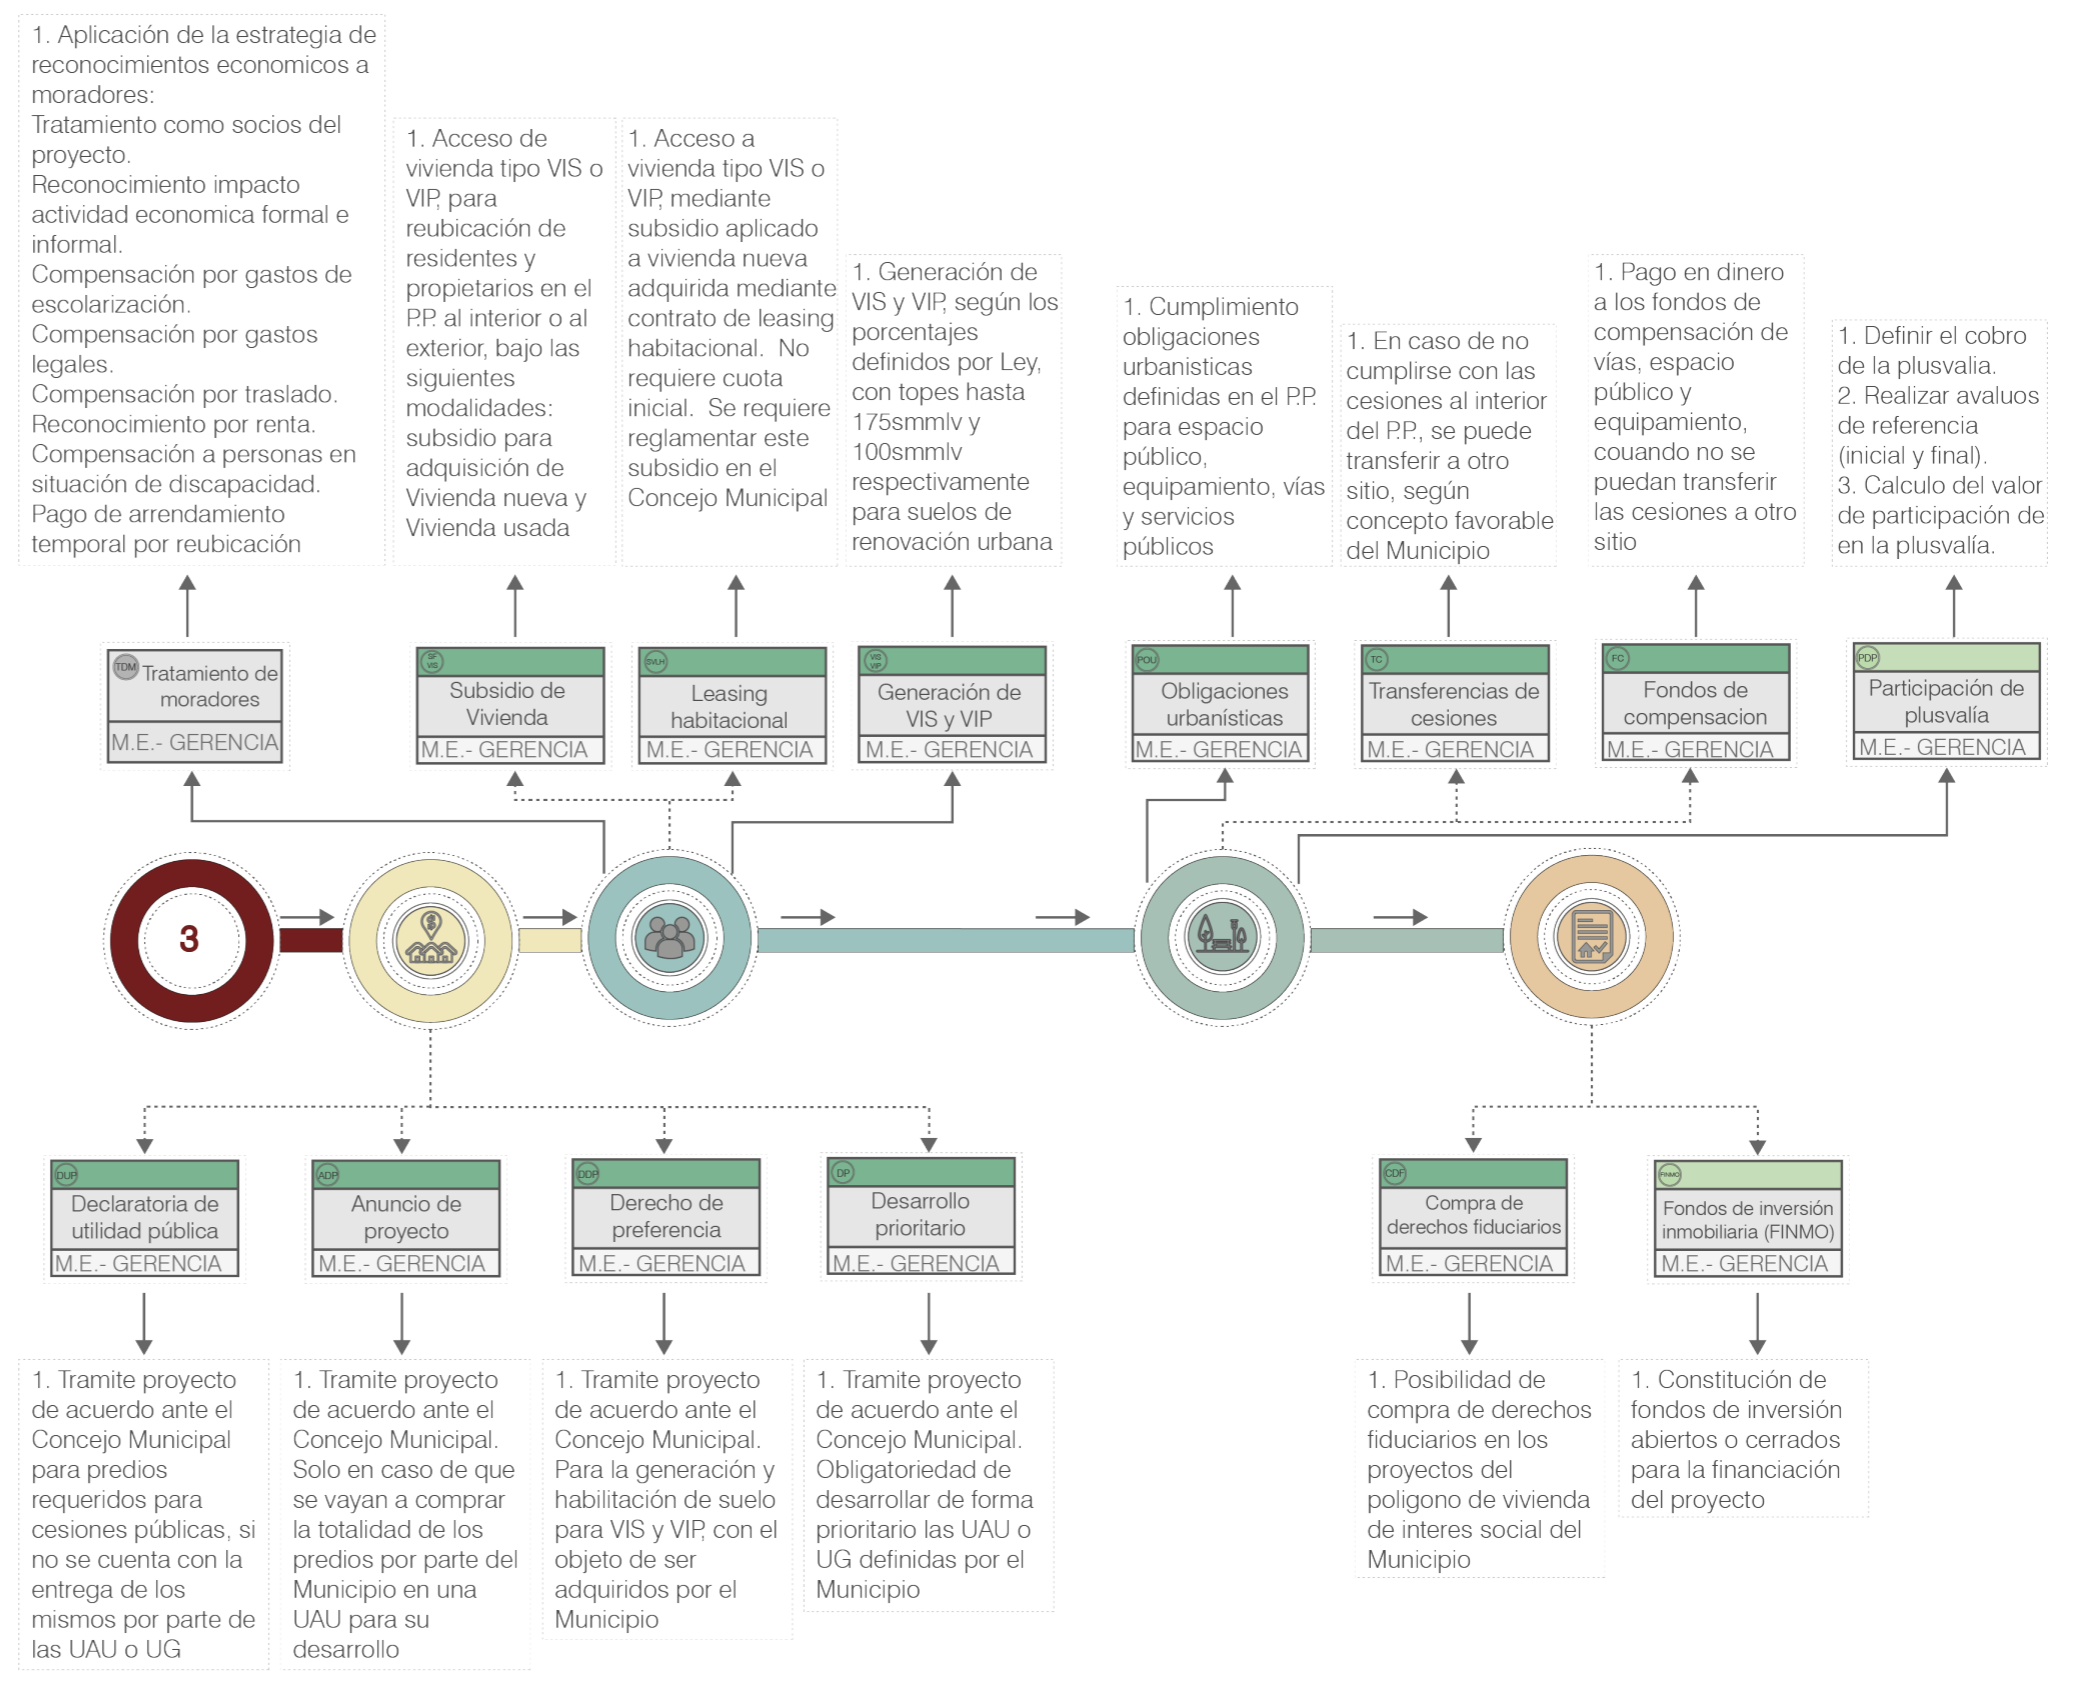 1. Aplicación de la estrategia de
reconocimientos economicos a
moradores:
Tratamiento como socios del
proyecto.
Reconocimiento impacto
actividad economica formal e
informal.
Compensación por gastos de
escolarización.
Compensación por gastos
legales.
Compensación por traslado.
Reconocimiento por renta.
Compensación a personas en
situación de discapacidad.
Pago de arrendamiento
temporal por reubicación
1. Acceso de
vivienda tipo VIS o
VIP, para
reubicación de
residentes y
propietarios en el
P.P. al interior o al
exterior, bajo las
siguientes
modalidades:
subsidio para
adquisición de
Vivienda nueva y
Vivienda usada
1. Acceso a
vivienda tipo VIS o
VIP, mediante
subsidio aplicado
a vivienda nueva
adquirida mediante
contrato de leasing
habitacional. No
requiere cuota
inicial. Se requiere
reglamentar este
subsidio en el
Concejo Municipal
1. Generación de
VIS y VIP, según los
porcentajes
definidos por Ley,
con topes hasta
175smmlv y
100smmlv
respectivamente
para suelos de
renovación urbana
1. Cumplimiento
obligaciones
urbanisticas
definidas en el P.P.
para espacio
público,
equipamiento, vías
y servicios
públicos
1. En caso de no
cumplirse con las
cesiones al interior
del P.P., se puede
transferir a otro
sitio, según
concepto favorable
del Municipio
1. Pago en dinero
a los fondos de
compensación de
vías, espacio
público y
equipamiento,
couando no se
puedan transferir
las cesiones a otro
sitio
1. Definir el cobro
de la plusvalia.
2. Realizar avaluos
de referencia
(inicial y final).
3. Calculo del valor
de participación de
en la plusvalía.
TDM
Tratamiento de
moradores
M.E.- GERENCIA
SF
VIS
Subsidio de
Vivienda
M.E.- GERENCIA
SVLH
Leasing
habitacional
M.E.- GERENCIA
VIS
VIP
Generación de
VIS y VIP
M.E.- GERENCIA
POU
Obligaciones
urbanísticas
M.E.- GERENCIA
TC
Transferencias de
cesiones
M.E.- GERENCIA
FC
Fondos de
compensacion
M.E.- GERENCIA
PDP
Participación de
plusvalía
M.E.- GERENCIA
3
DUP
Declaratoria de
utilidad pública
M.E.- GERENCIA
ADP
Anuncio de
proyecto
M.E.- GERENCIA
DDP
Derecho de
preferencia
M.E.- GERENCIA
DP
Desarrollo
prioritario
M.E.- GERENCIA
CDF
Compra de
derechos fiduciarios
M.E.- GERENCIA
FINMO
Fondos de inversión
inmobiliaria (FINMO)
M.E.- GERENCIA
1. Tramite proyecto
de acuerdo ante el
Concejo Municipal
para predios
requeridos para
cesiones públicas, si
no se cuenta con la
entrega de los
mismos por parte de
las UAU o UG
1. Tramite proyecto
de acuerdo ante el
Concejo Municipal.
Solo en caso de que
se vayan a comprar
la totalidad de los
predios por parte del
Municipio en una
UAU para su
desarrollo
1. Tramite proyecto
de acuerdo ante el
Concejo Municipal.
Para la generación y
habilitación de suelo
para VIS y VIP, con el
objeto de ser
adquiridos por el
Municipio
1. Tramite proyecto
de acuerdo ante el
Concejo Municipal.
Obligatoriedad de
desarrollar de forma
prioritario las UAU o
UG definidas por el
Municipio
1. Posibilidad de
compra de derechos
fiduciarios en los
proyectos del
poligono de vivienda
de interes social del
Municipio
1. Constitución de
fondos de inversión
abiertos o cerrados
para la financiación
del proyecto